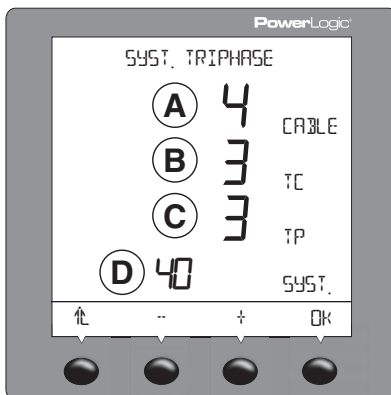 PowerLogic®
SYST. TRIPHASE
A 4 CABLE
B 3 TC
C 3 TP
D 40 SYST.
-- + OK